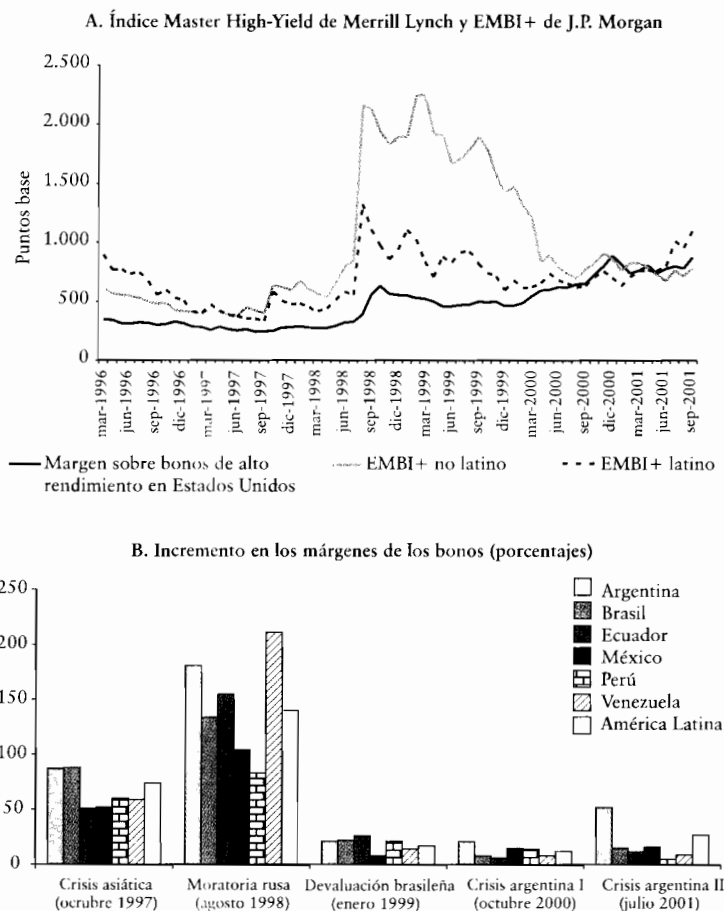 A. Índice Master High-Yield de Merrill Lynch y EMBI+ de J.P. Morgan
Puntos base
2.500
2.000
1.500
1.000
500
0
mar-1996
jun-1996
sep-1996
dic-1996
mar-1997
jun-1997
sep-1997
dic-1997
mar-1998
jun-1998
sep-1998
dic-1998
mar-1999
jun-1999
sep-1999
dic-1999
mar-2000
jun-2000
sep-2000
dic-2000
mar-2001
jun-2001
sep-2001
Margen sobre bonos de alto
rendimiento en Estados Unidos
EMBI+ no latino
EMBI+ latino
B. Incremento en los márgenes de los bonos (porcentajes)
250
200
150
100
50
0
Argentina
Brasil
Ecuador
México
Perú
Venezuela
América Latina
Crisis asiática
(octubre 1997)
Moratoria rusa
(agosto 1998)
Devaluación brasileña
(enero 1999)
Crisis argentina I
(octubre 2000)
Crisis argentina II
(julio 2001)